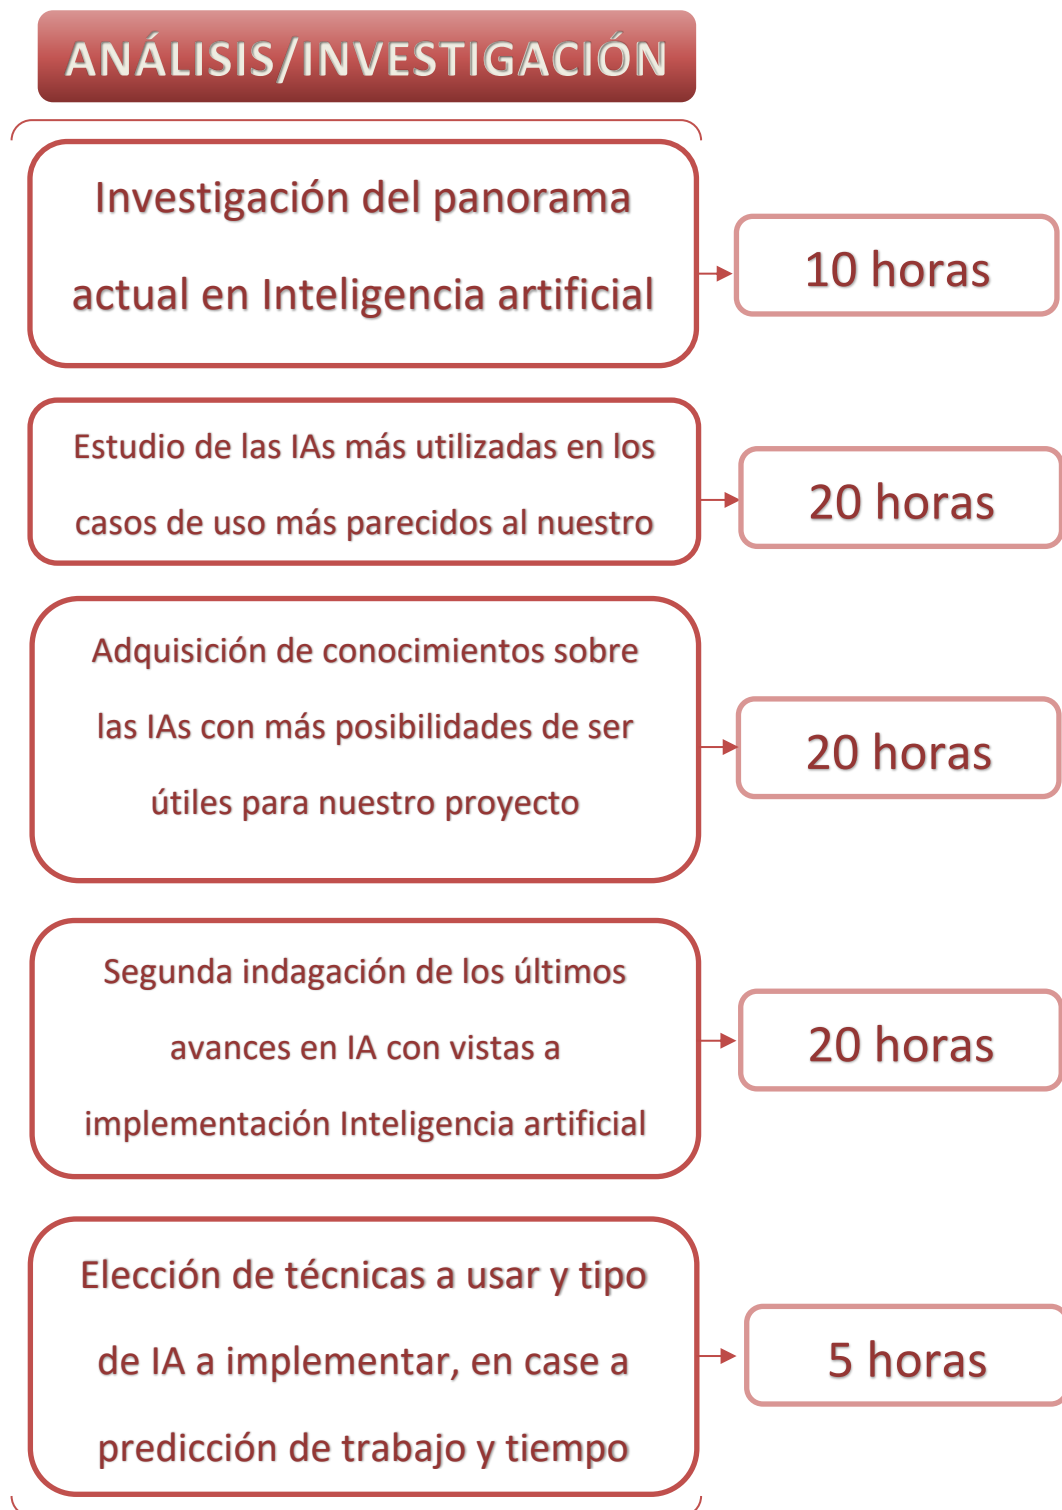 ANÁLISIS/INVESTIGACIÓN
Investigación del panorama
actual en Inteligencia artificial
10 horas
Estudio de las IAs más utilizadas en los
casos de uso más parecidos al nuestro
20 horas
Adquisición de conocimientos sobre
las IAs con más posibilidades de ser
útiles para nuestro proyecto
20 horas
Segunda indagación de los últimos
avances en IA con vistas a
implementación Inteligencia artificial
20 horas
Elección de técnicas a usar y tipo
de IA a implementar, en case a
predicción de trabajo y tiempo
5 horas